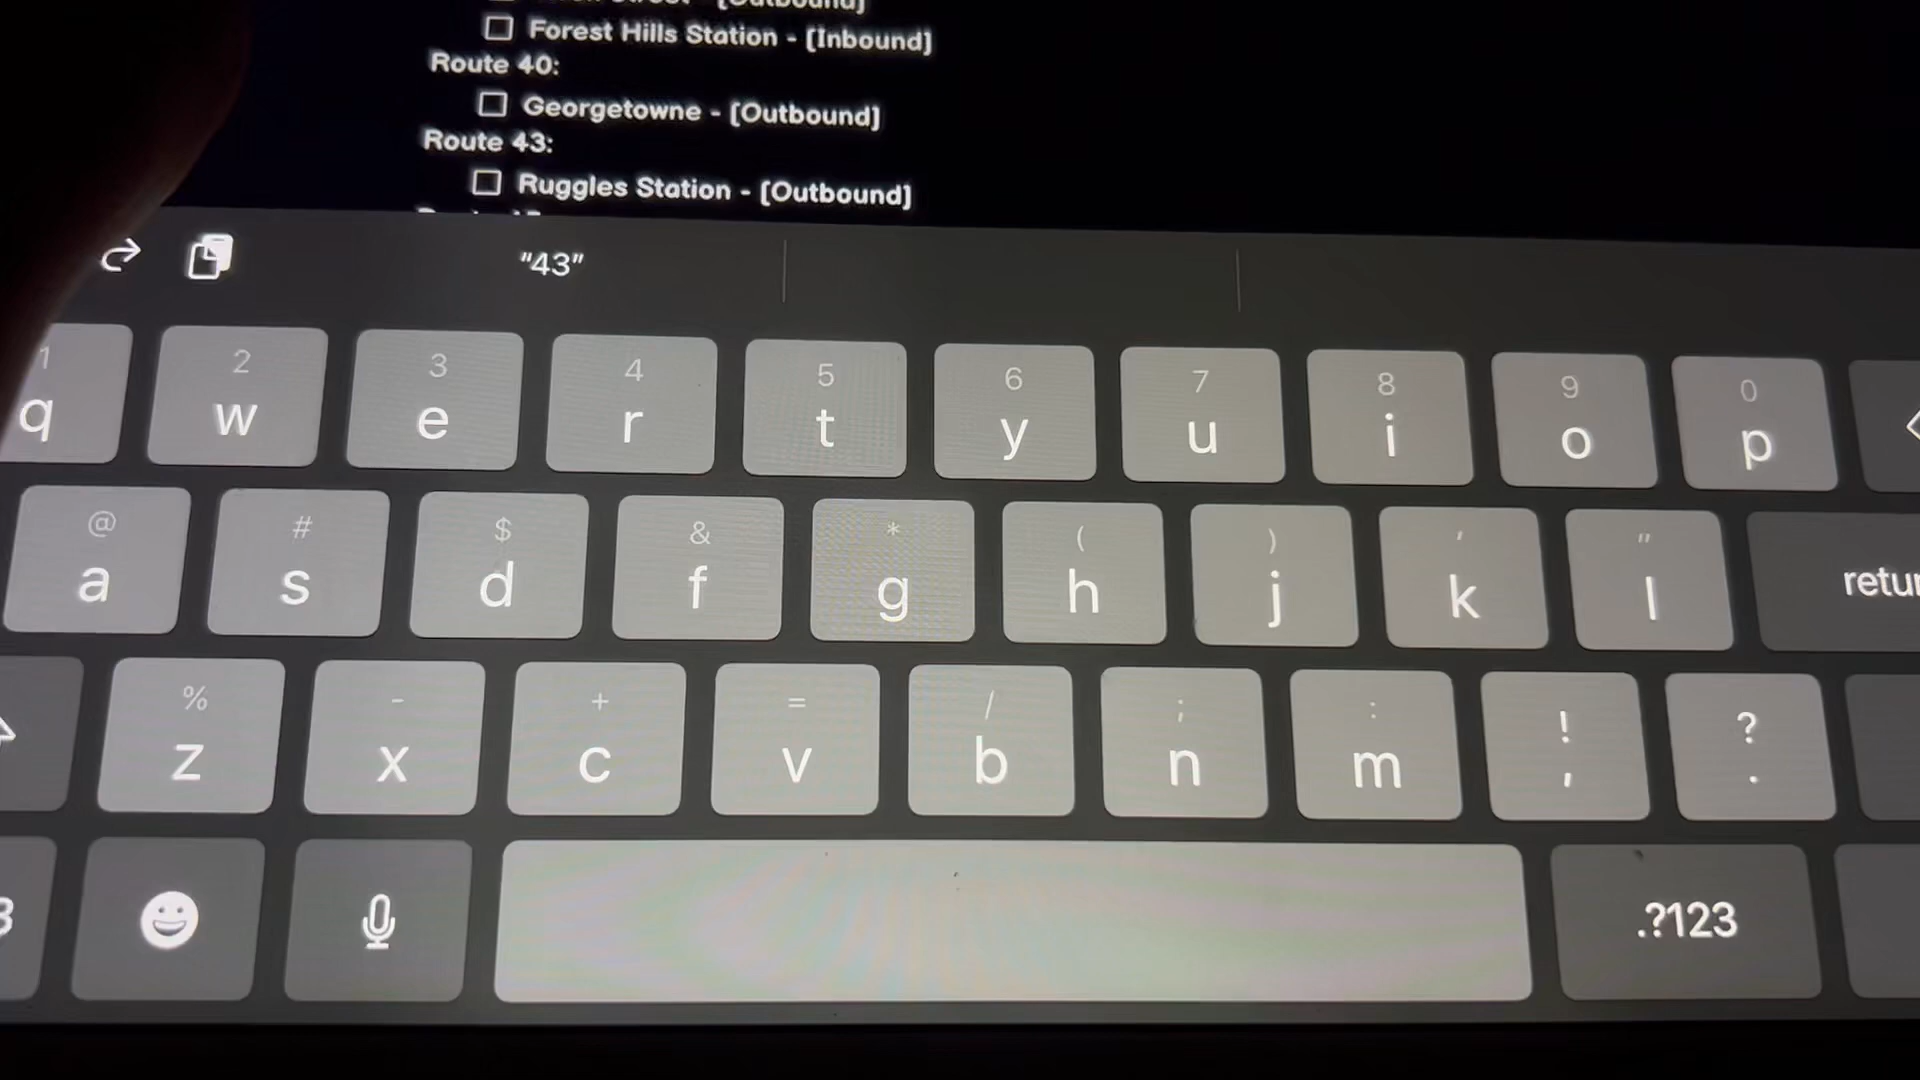 [Outbound]
Forest Hills Station - [Inbound]
Route 40:
Georgetowne - [Outbound]
Route 43:
Ruggles Station - [Outbound]
"43"
1 2 3 4 5 6 7 8 9 0
q w e r t y u i o p
@ # $ & * ( ) ' "
a s d f g h j k l
% - + = / ; : ! ?
z x c v b n m , .
.?123